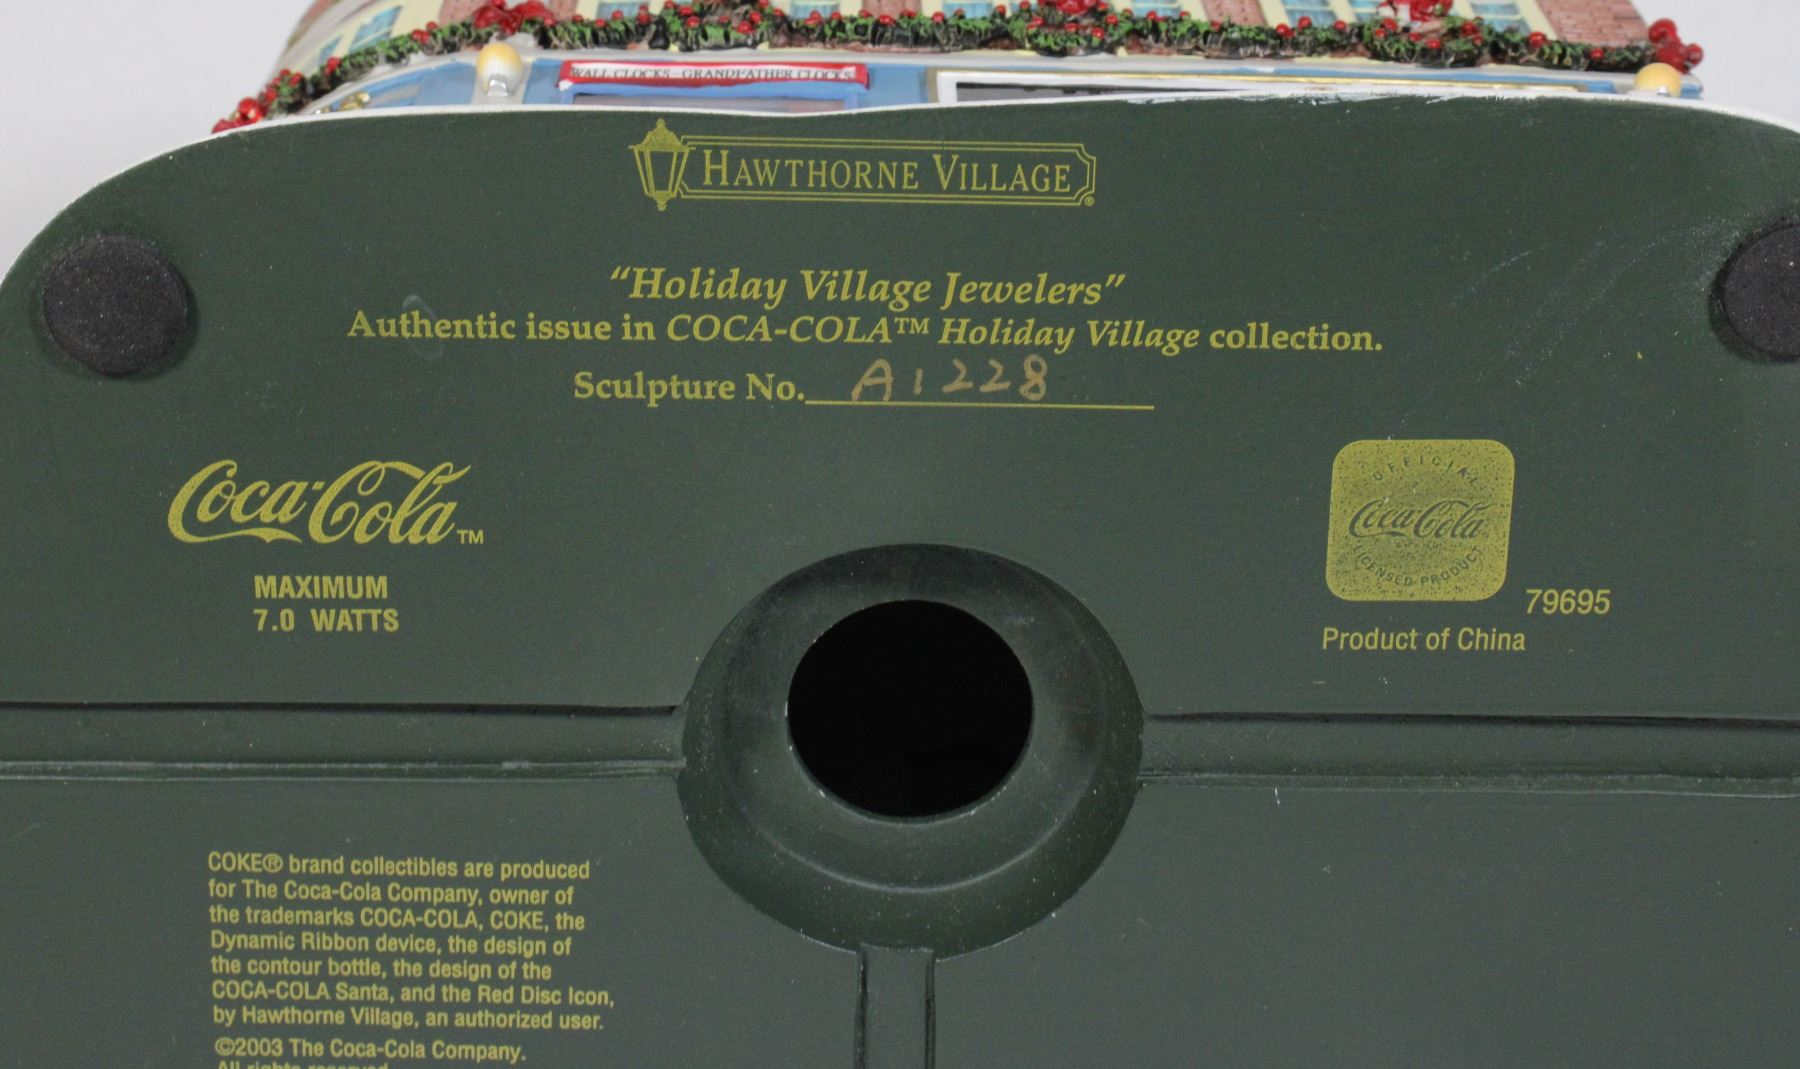 WALL CLOCKS - GRANDFATHER CLOCKS
HAWTHORNE VILLAGE®
“Holiday Village Jewelers”
Authentic issue in COCA-COLA™ Holiday Village collection.
Sculpture No. A1228
Coca-Cola™
MAXIMUM
7.0 WATTS
OFFICIAL
Coca-Cola
LICENSED PRODUCT
79695
Product of China
COKE® brand collectibles are produced
for The Coca-Cola Company, owner of
the trademarks COCA-COLA, COKE, the
Dynamic Ribbon device, the design of
the contour bottle, the design of the
COCA-COLA Santa, and the Red Disc Icon,
by Hawthorne Village, an authorized user.
©2003 The Coca-Cola Company.
All rights reserved